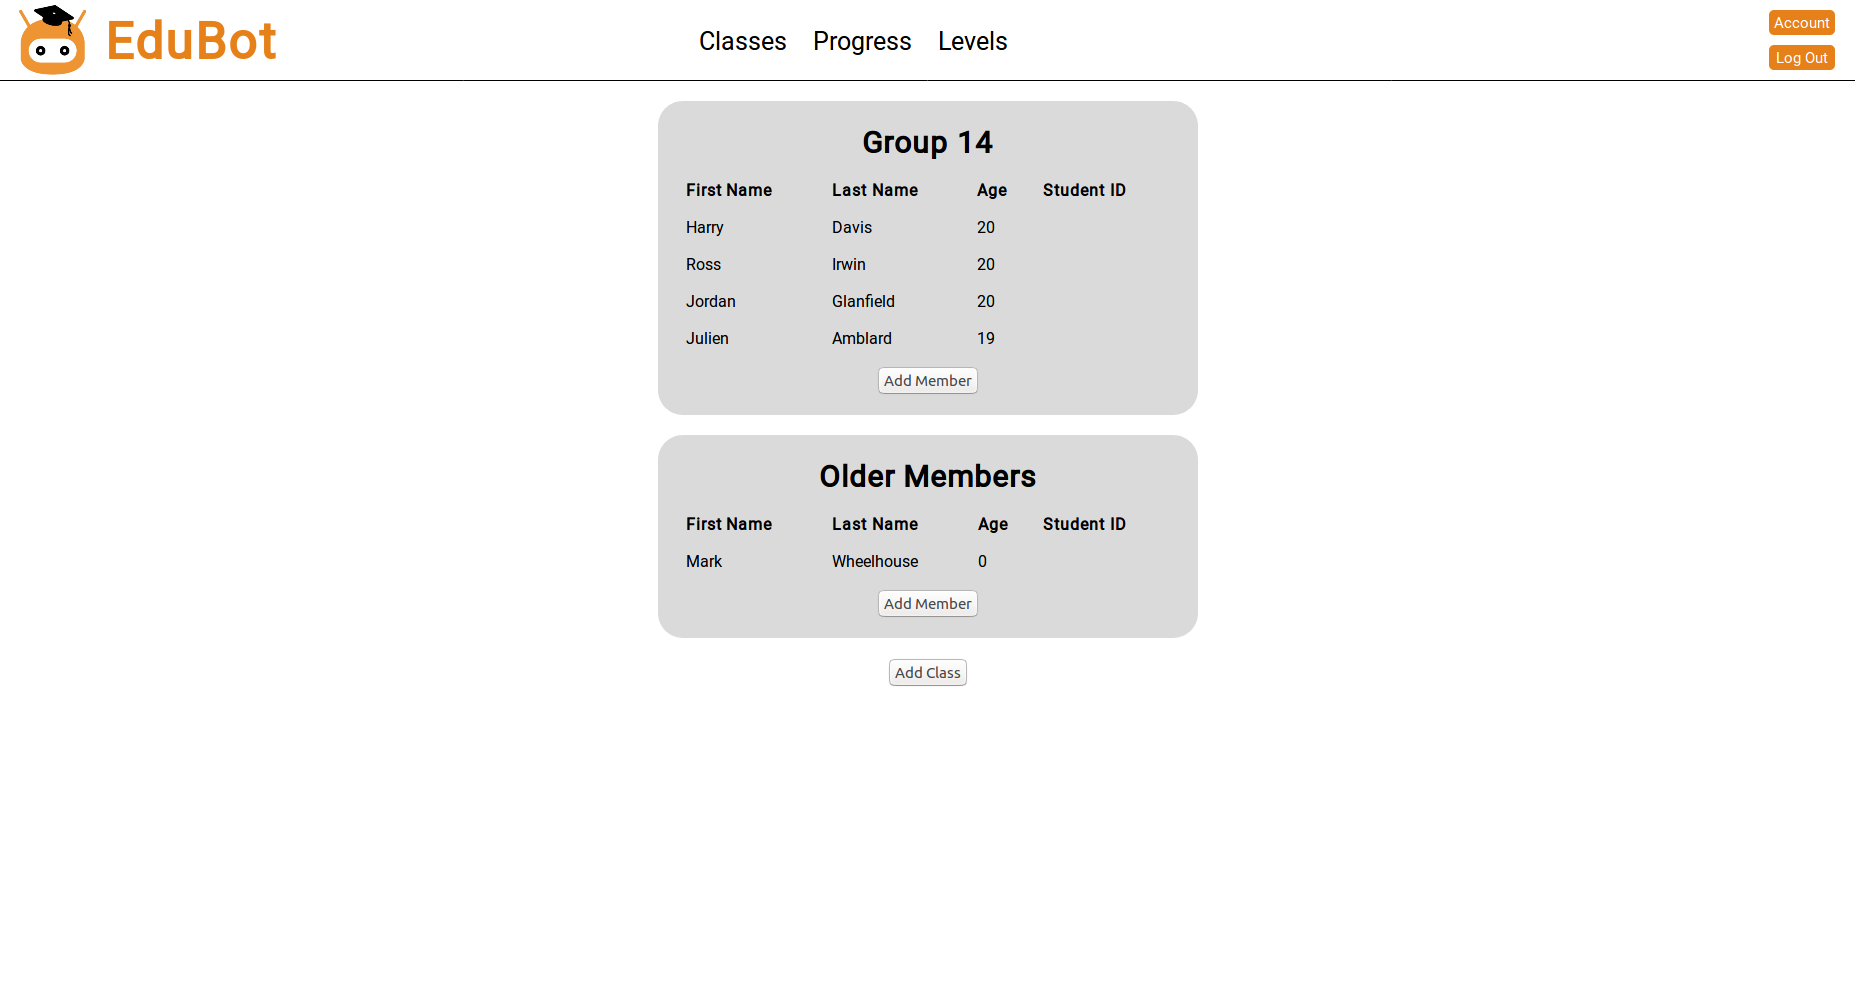 EduBot
Classes Progress Levels
Account
Log Out
Group 14
First Name Last Name Age Student ID
Harry Davis 20
Ross Irwin 20
Jordan Glanfield 20
Julien Amblard 19
Add Member
Older Members
First Name Last Name Age Student ID
Mark Wheelhouse 0
Add Member
Add Class